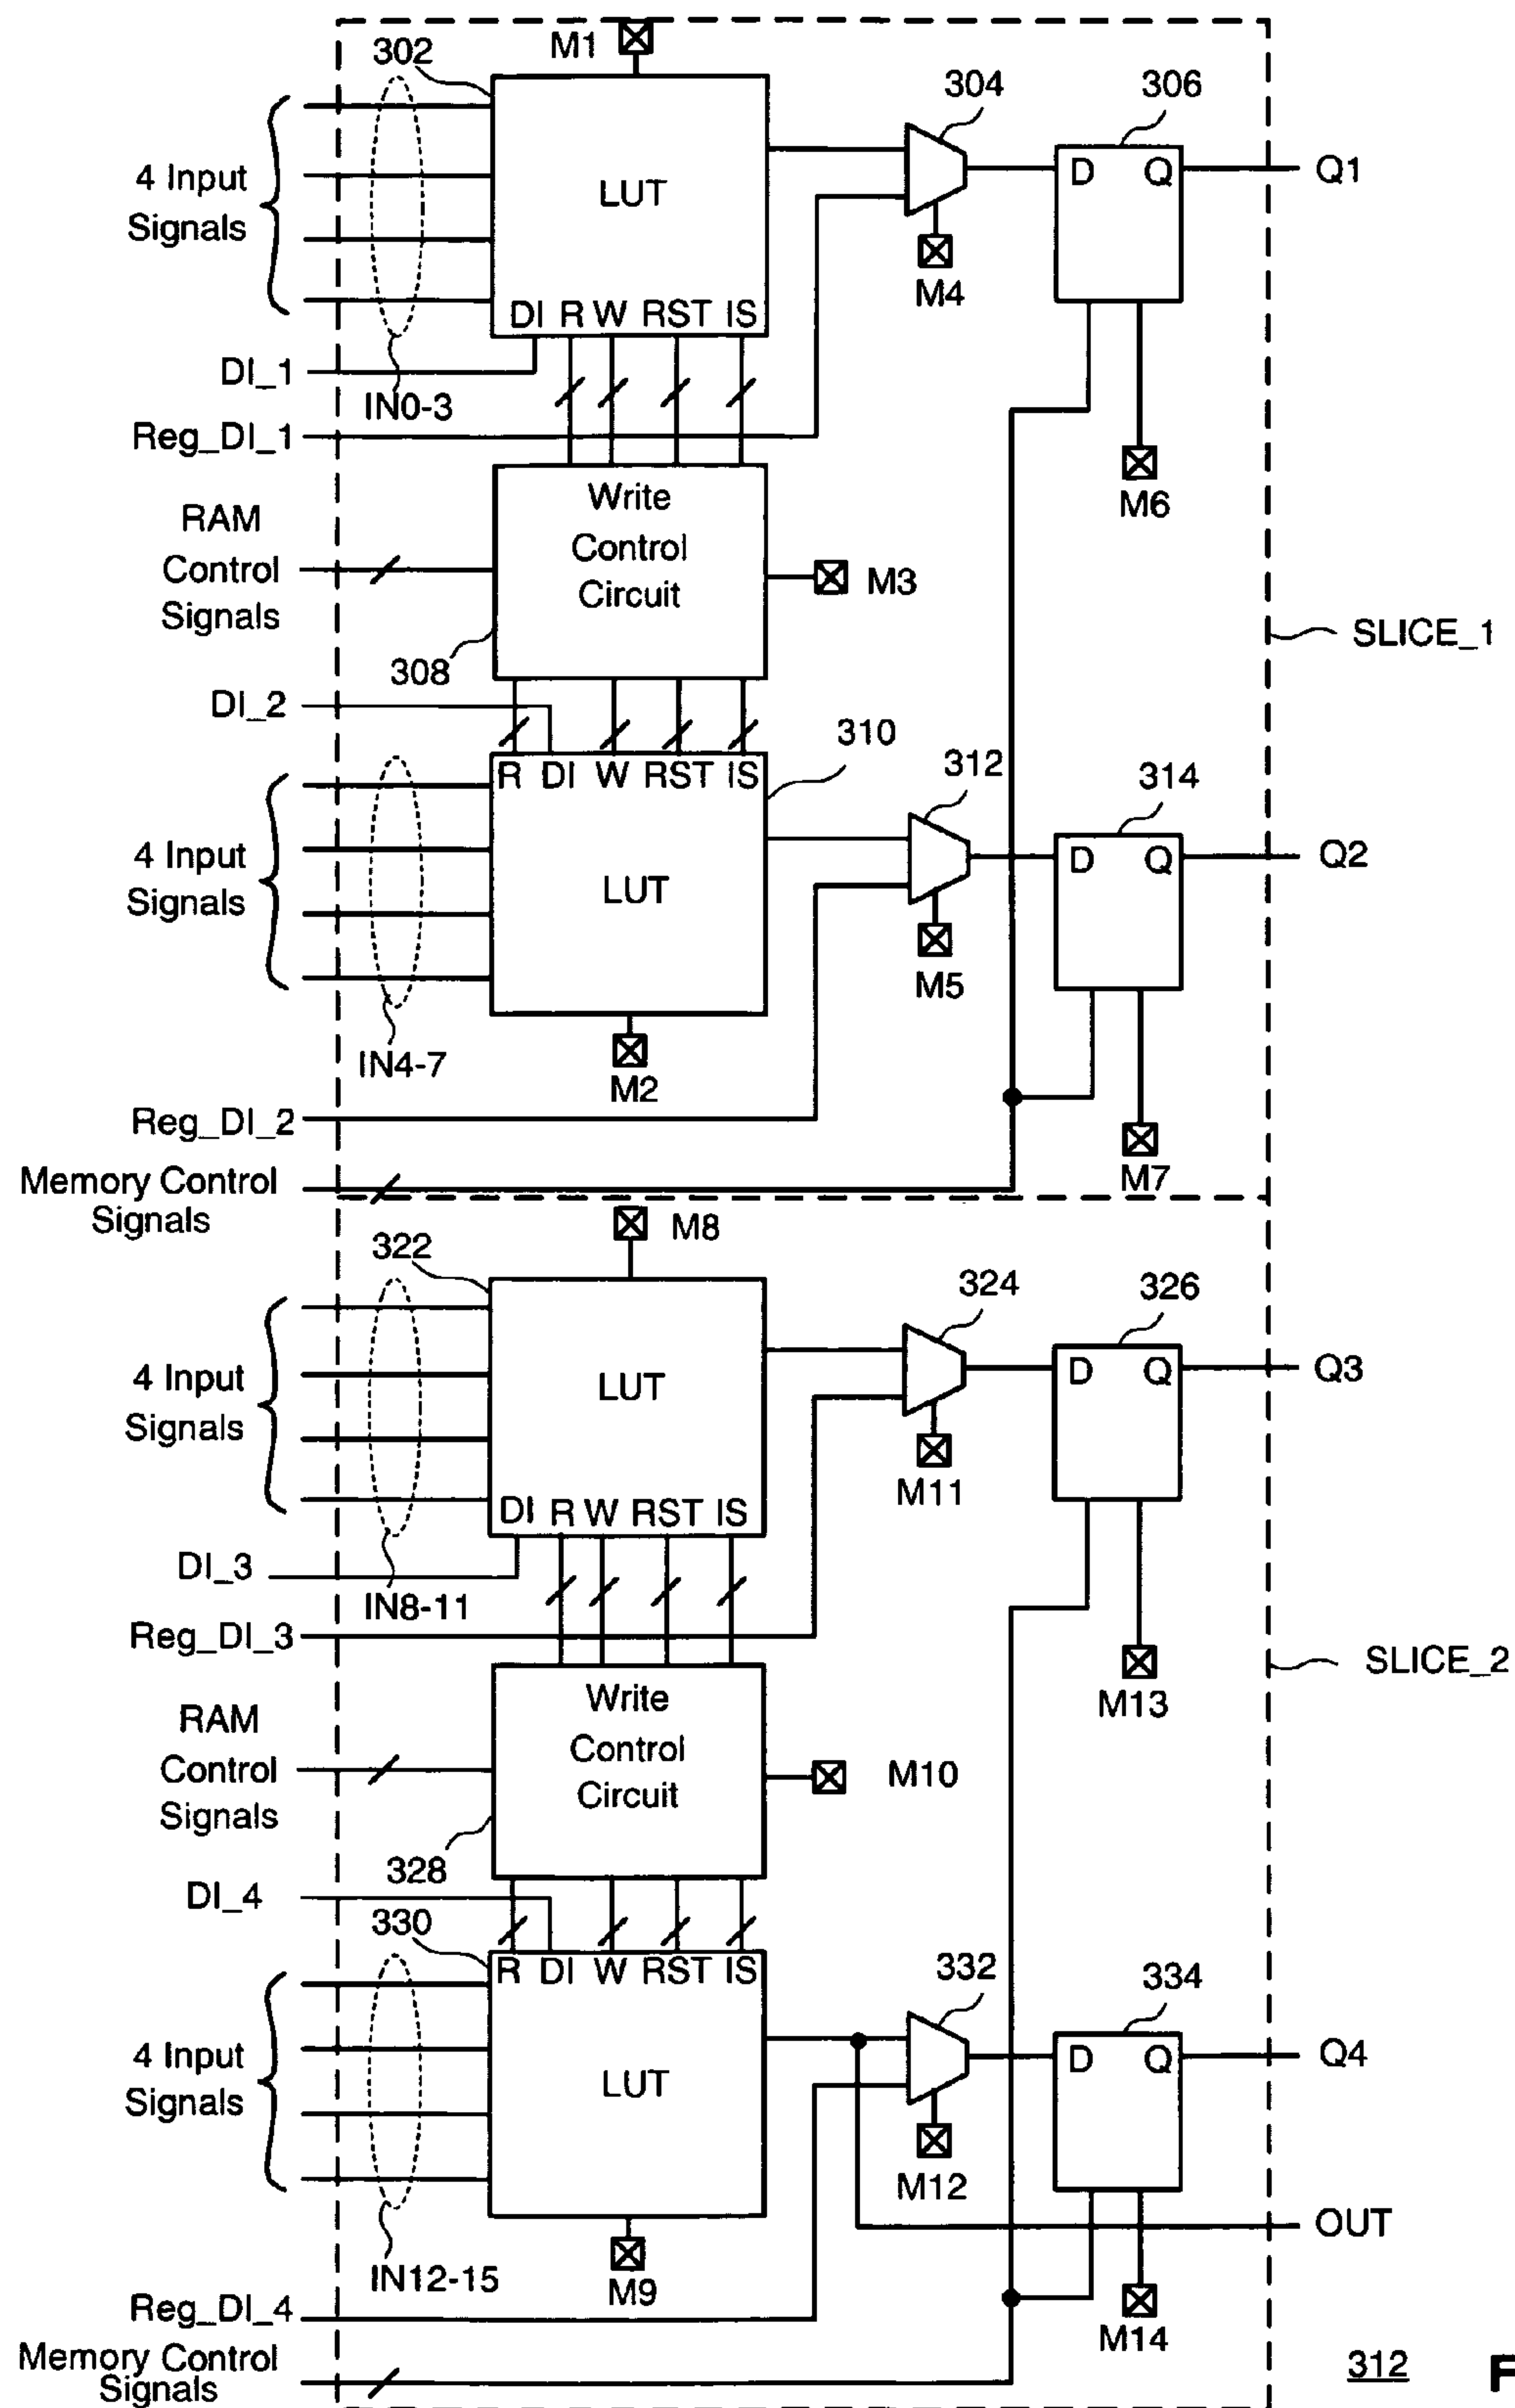 M1
302
304
306
4 Input
Signals
LUT
D Q
Q1
M4
DI R W RST IS
DI_1
IN0-3
Reg_DI_1
M6
RAM
Control
Signals
Write
Control
Circuit
M3
SLICE_1
308
DI_2
310
312
314
R DI W RST IS
4 Input
Signals
LUT
D Q
Q2
M5
IN4-7
M2
Reg_DI_2
M7
Memory Control
Signals
M8
322
324
326
4 Input
Signals
LUT
D Q
Q3
M11
DI R W RST IS
DI_3
IN8-11
Reg_DI_3
SLICE_2
M13
RAM
Control
Signals
Write
Control
Circuit
M10
328
DI_4
330
332
334
R DI W RST IS
4 Input
Signals
LUT
D Q
Q4
M12
OUT
IN12-15
M9
Reg_DI_4
M14
Memory Control
Signals
312
F